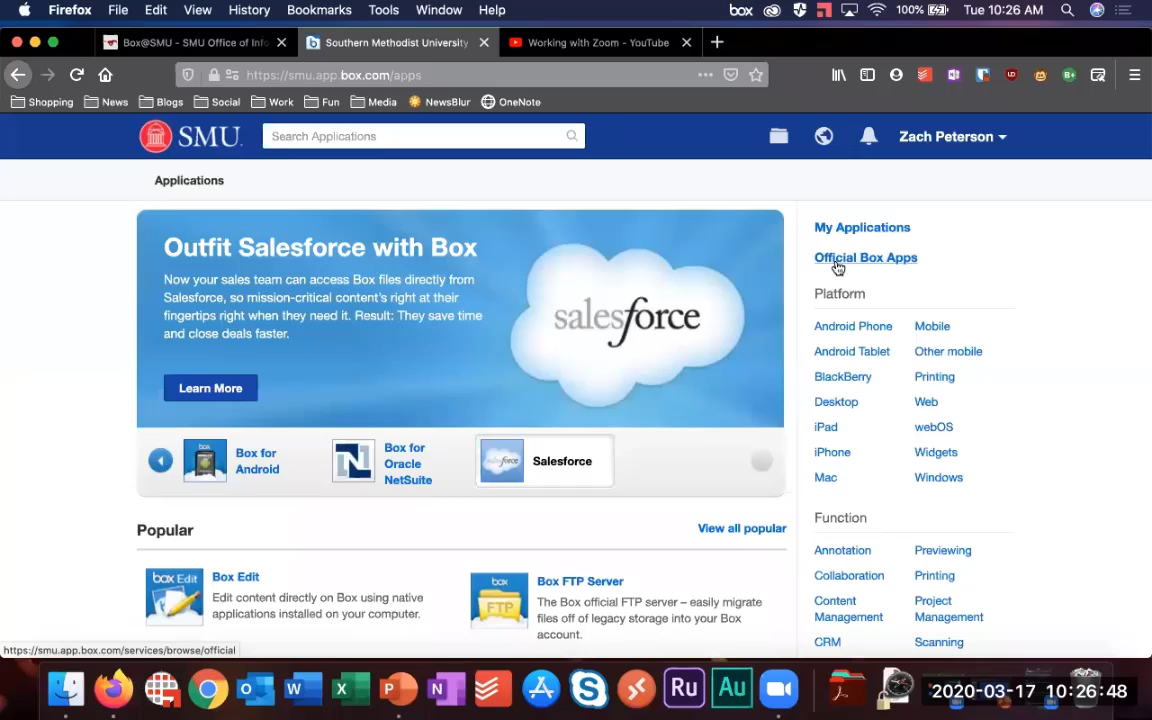 Firefox File Edit View History Bookmarks Tools Window Help box 100% Tue 10:26 AM
Box@SMU - SMU Office of Info Southern Methodist University Working with Zoom - YouTube
https://smu.app.box.com/apps
Shopping News Blogs Social Work Fun Media NewsBlur OneNote
SMU. Search Applications Zach Peterson
Applications
Outfit Salesforce with Box
Now your sales team can access Box files directly from
Salesforce, so mission-critical content's right at their
fingertips right when they need it. Result: They save time
and close deals faster.
Learn More
salesforce
Box for
Android
Box for
Oracle
NetSuite
Salesforce
Popular View all popular
box Edit
Box Edit
Edit content directly on Box using native
applications installed on your computer.
box
FTP
Box FTP Server
The Box official FTP server – easily migrate
files off of legacy storage into your Box
account.
My Applications
Official Box Apps
Platform
Android Phone Mobile
Android Tablet Other mobile
BlackBerry Printing
Desktop Web
iPad webOS
iPhone Widgets
Mac Windows
Function
Annotation Previewing
Collaboration Printing
Content
Management
Project
Management
CRM Scanning
https://smu.app.box.com/services/browse/official
Ru Au
2020-03-17 10:26:48